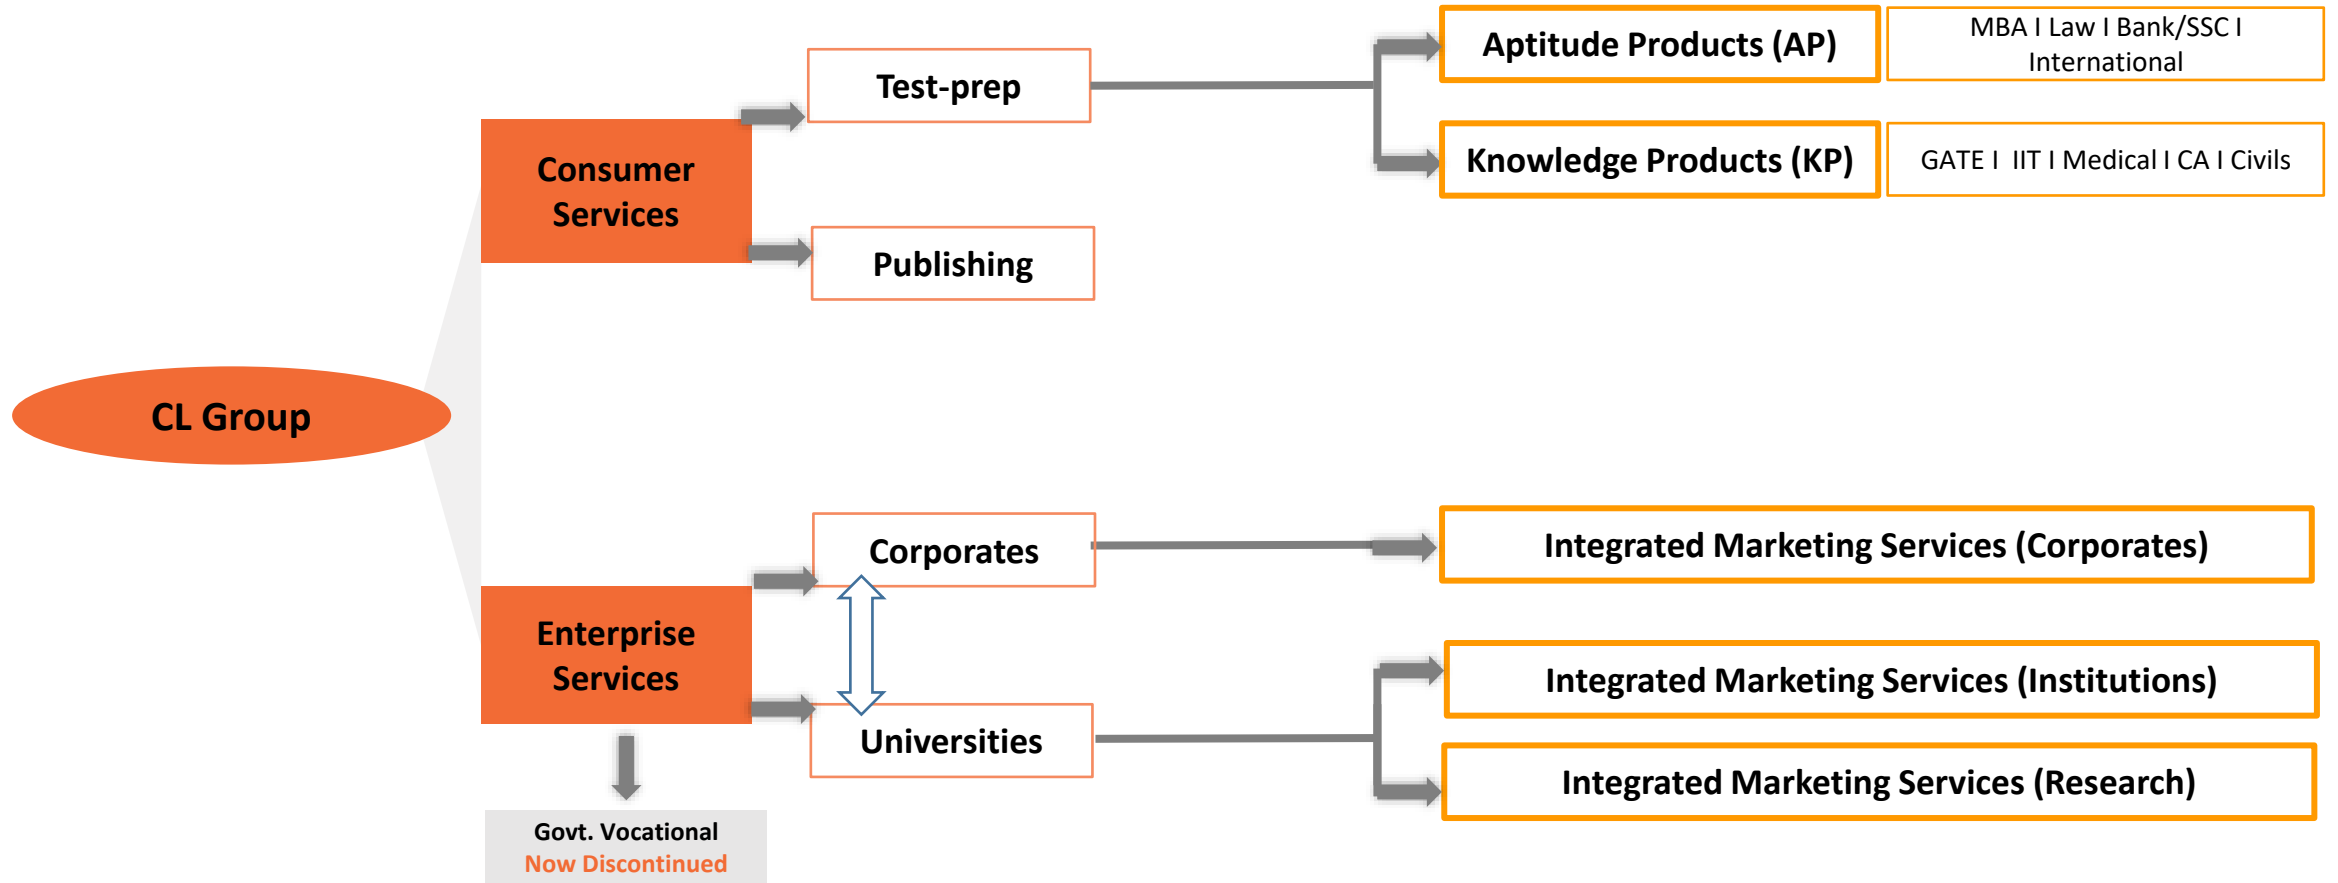 CL Group
Consumer
Services
Test-prep
Aptitude Products (AP)
MBA I Law I Bank/SSC I
International
Knowledge Products (KP)
GATE I  IIT I Medical I CA I Civils
Publishing
Enterprise
Services
Corporates
Integrated Marketing Services (Corporates)
Universities
Integrated Marketing Services (Institutions)
Integrated Marketing Services (Research)
Govt. Vocational
Now Discontinued